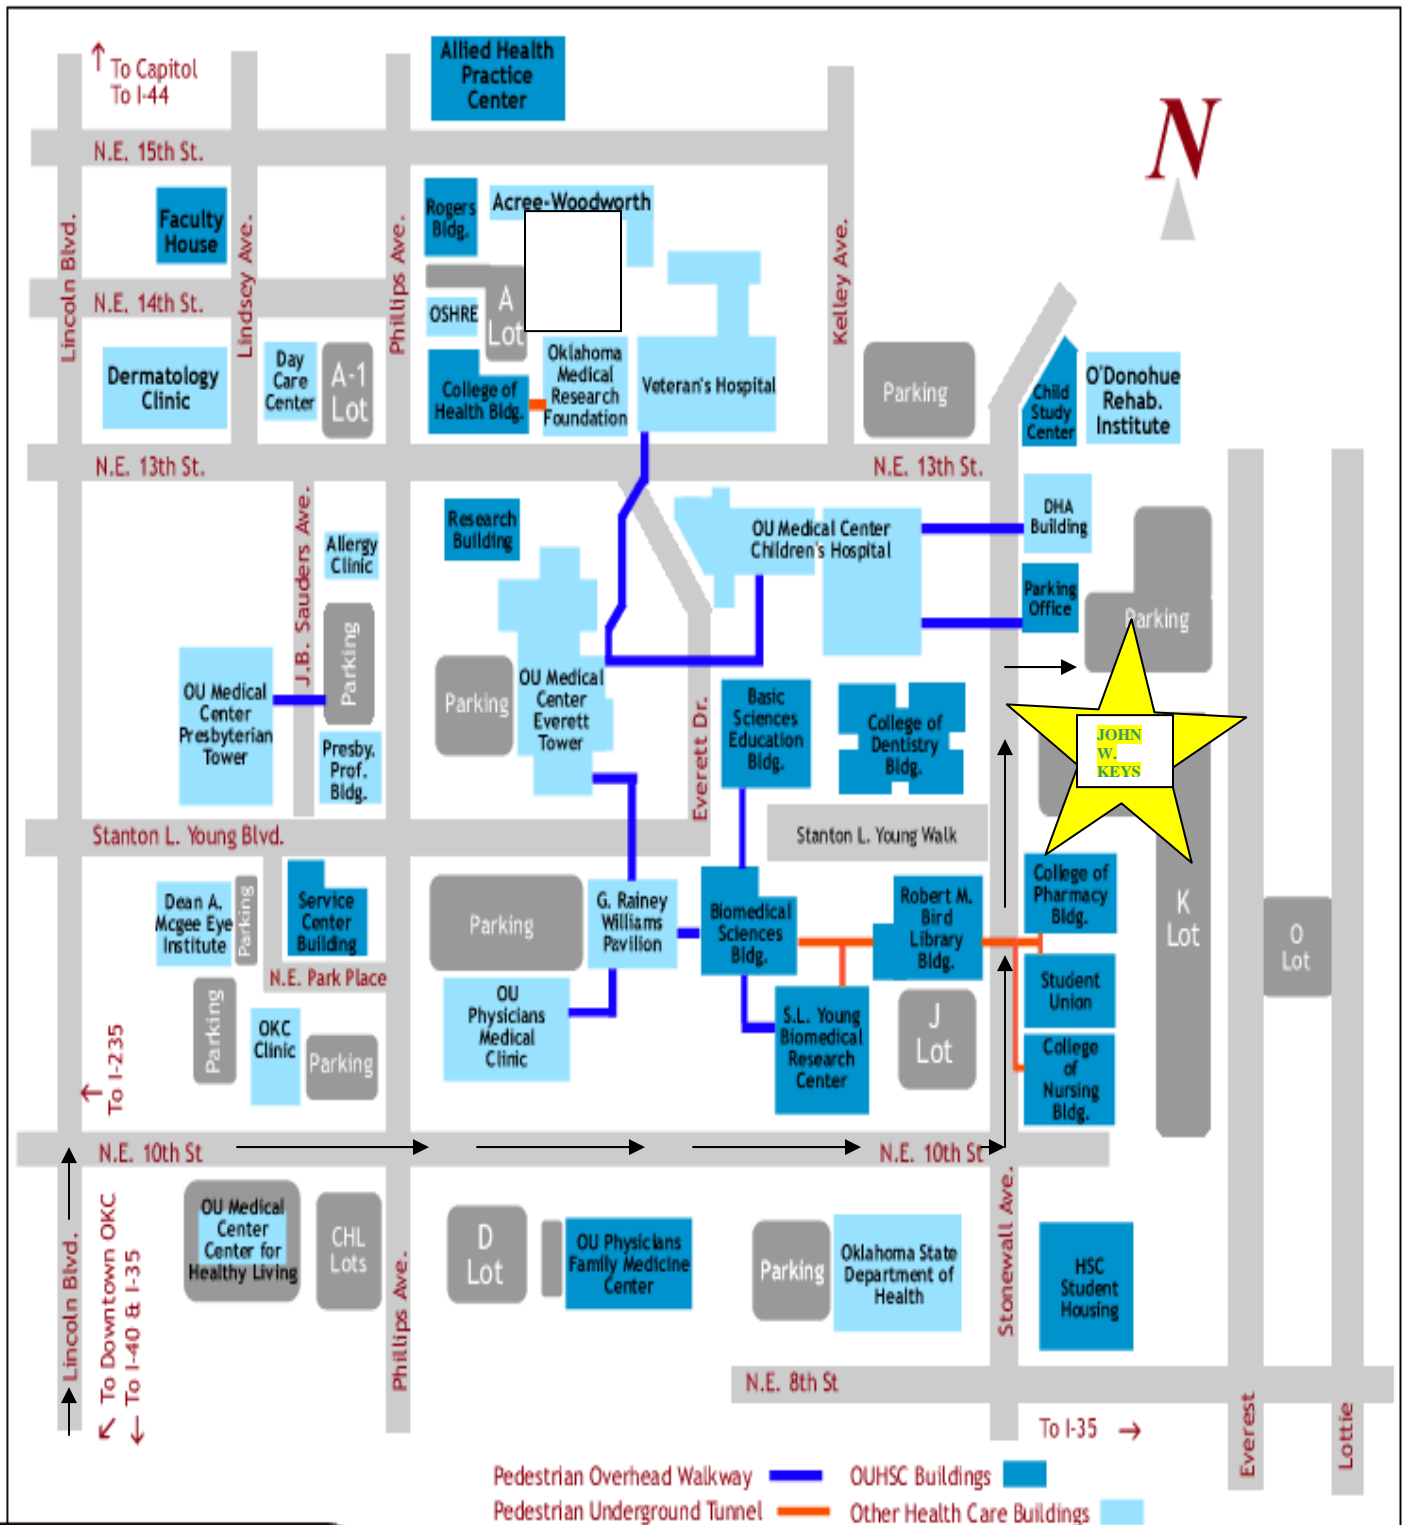 Allied Health
Practice
Center
To Capitol
To I-44
N
N.E. 15th St.
Faculty
House
Rogers
Bldg.
Acree-Woodworth
Lincoln Blvd.
Lindsey Ave.
Phillips Ave.
Kelley Ave.
N.E. 14th St.
OSHRE
A
Lot
Dermatology
Clinic
Day
Care
Center
A-1
Lot
College of
Health Bldg.
Oklahoma
Medical
Research
Foundation
Veteran's Hospital
Parking
Child
Study
Center
O'Donohue
Rehab.
Institute
N.E. 13th St.
N.E. 13th St.
J.B. Sauders Ave.
Allergy
Clinic
Research
Building
OU Medical Center
Children's Hospital
DHA
Building
Parking
Office
Parking
Parking
OU Medical
Center
Presbyterian
Tower
Presby.
Prof.
Bldg.
Parking
OU Medical
Center
Everett
Tower
Everett Dr.
Basic
Sciences
Education
Bldg.
College of
Dentistry
Bldg.
JOHN
W.
KEYS
Stanton L. Young Blvd.
Stanton L. Young Walk
Dean A.
Mcgee Eye
Institute
Parking
Service
Center
Building
Parking
G. Rainey
Williams
Pavilion
Biomedical
Sciences
Bldg.
Robert M.
Bird
Library
Bldg.
College of
Pharmacy
Bldg.
K
Lot
O
Lot
N.E. Park Place
Parking
OKC
Clinic
Parking
OU
Physicians
Medical
Clinic
S.L. Young
Biomedical
Research
Center
J
Lot
Student
Union
College
of
Nursing
Bldg.
To I-235
N.E. 10th St
N.E. 10th St
OU Medical
Center
Center for
Healthy Living
CHL
Lots
D
Lot
OU Physicians
Family Medicine
Center
Parking
Oklahoma State
Department of
Health
HSC
Student
Housing
Lincoln Blvd.
To Downtown OKC
To I-40 & I-35
Phillips Ave.
Stonewall Ave.
N.E. 8th St
To I-35
Everest
Lottie
Pedestrian Overhead Walkway
OUHSC Buildings
Pedestrian Underground Tunnel
Other Health Care Buildings